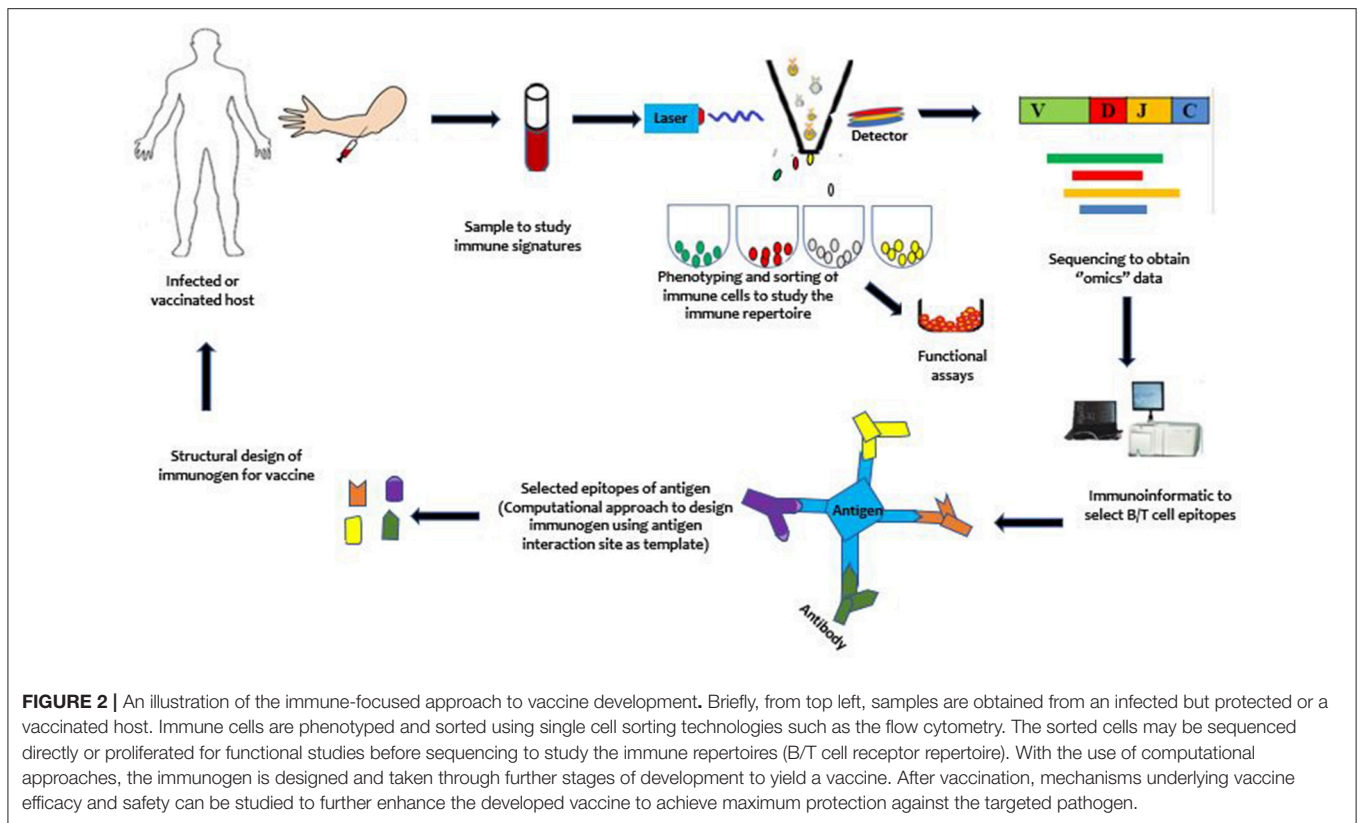 Laser
Detector
V D J C
Sample to study
immune signatures
Infected or
vaccinated host
Phenotyping and sorting of
immune cells to study the
immune repertoire
Sequencing to obtain
"omics" data
Functional
assays
Structural design of
immunogen for vaccine
Selected epitopes of antigen
(Computational approach to design
immunogen using antigen
interaction site as template)
Antigen
Antibody
Immunoinformatic to
select B/T cell epitopes
FIGURE 2 | An illustration of the immune-focused approach to vaccine development. Briefly, from top left, samples are obtained from an infected but protected or a
vaccinated host. Immune cells are phenotyped and sorted using single cell sorting technologies such as the flow cytometry. The sorted cells may be sequenced
directly or proliferated for functional studies before sequencing to study the immune repertoires (B/T cell receptor repertoire). With the use of computational
approaches, the immunogen is designed and taken through further stages of development to yield a vaccine. After vaccination, mechanisms underlying vaccine
efficacy and safety can be studied to further enhance the developed vaccine to achieve maximum protection against the targeted pathogen.